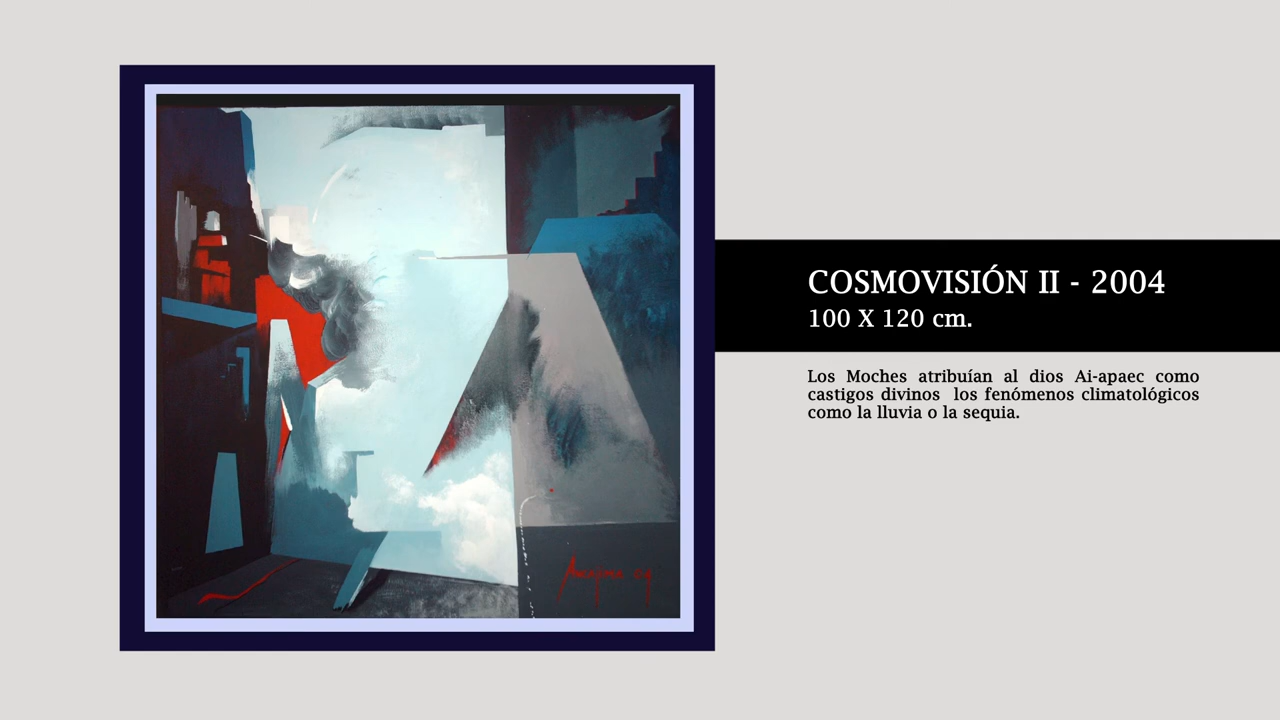 COSMOVISIÓN II - 2004
100 X 120 cm.
Los Moches atribuían al dios Ai-apaec como
castigos divinos los fenómenos climatológicos
como la lluvia o la sequia.